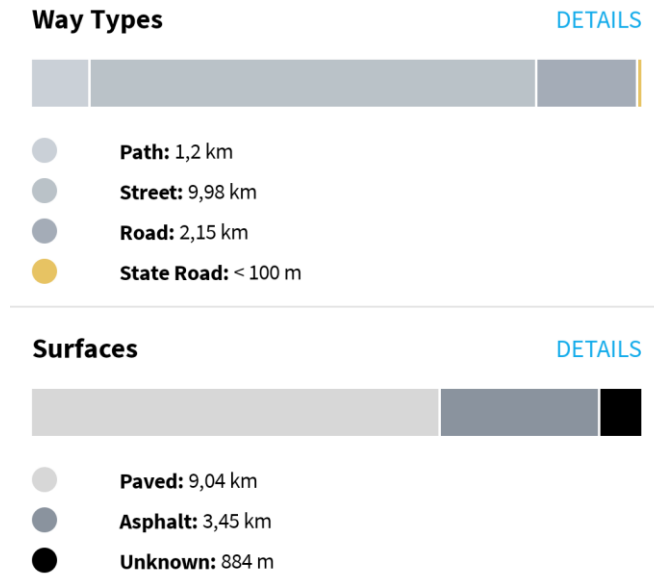 Way Types DETAILS
Path: 1,2 km
Street: 9,98 km
Road: 2,15 km
State Road: < 100 m
Surfaces DETAILS
Paved: 9,04 km
Asphalt: 3,45 km
Unknown: 884 m